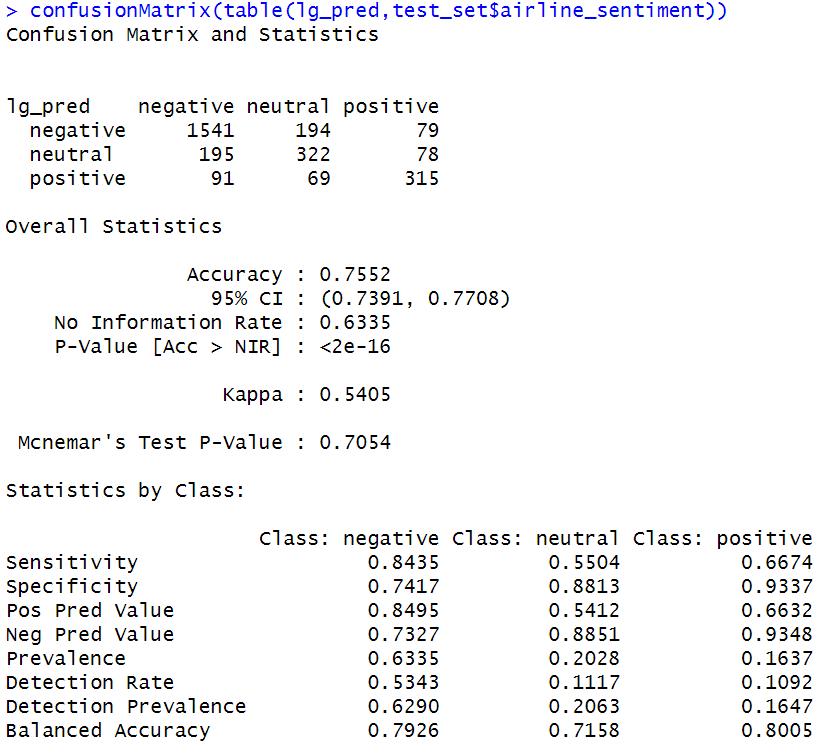 > confusionMatrix(table(lg_pred,test_set$airline_sentiment))
Confusion Matrix and Statistics
lg_pred    negative neutral positive
  negative     1541     194       79
  neutral       195     322       78
  positive       91      69      315
Overall Statistics
               Accuracy : 0.7552
                 95% CI : (0.7391, 0.7708)
    No Information Rate : 0.6335
    P-Value [Acc > NIR] : <2e-16
                  Kappa : 0.5405
 Mcnemar's Test P-Value : 0.7054
Statistics by Class:
                     Class: negative Class: neutral Class: positive
Sensitivity                   0.8435         0.5504          0.6674
Specificity                   0.7417         0.8813          0.9337
Pos Pred Value                0.8495         0.5412          0.6632
Neg Pred Value                0.7327         0.8851          0.9348
Prevalence                    0.6335         0.2028          0.1637
Detection Rate                0.5343         0.1117          0.1092
Detection Prevalence          0.6290         0.2063          0.1647
Balanced Accuracy             0.7926         0.7158          0.8005